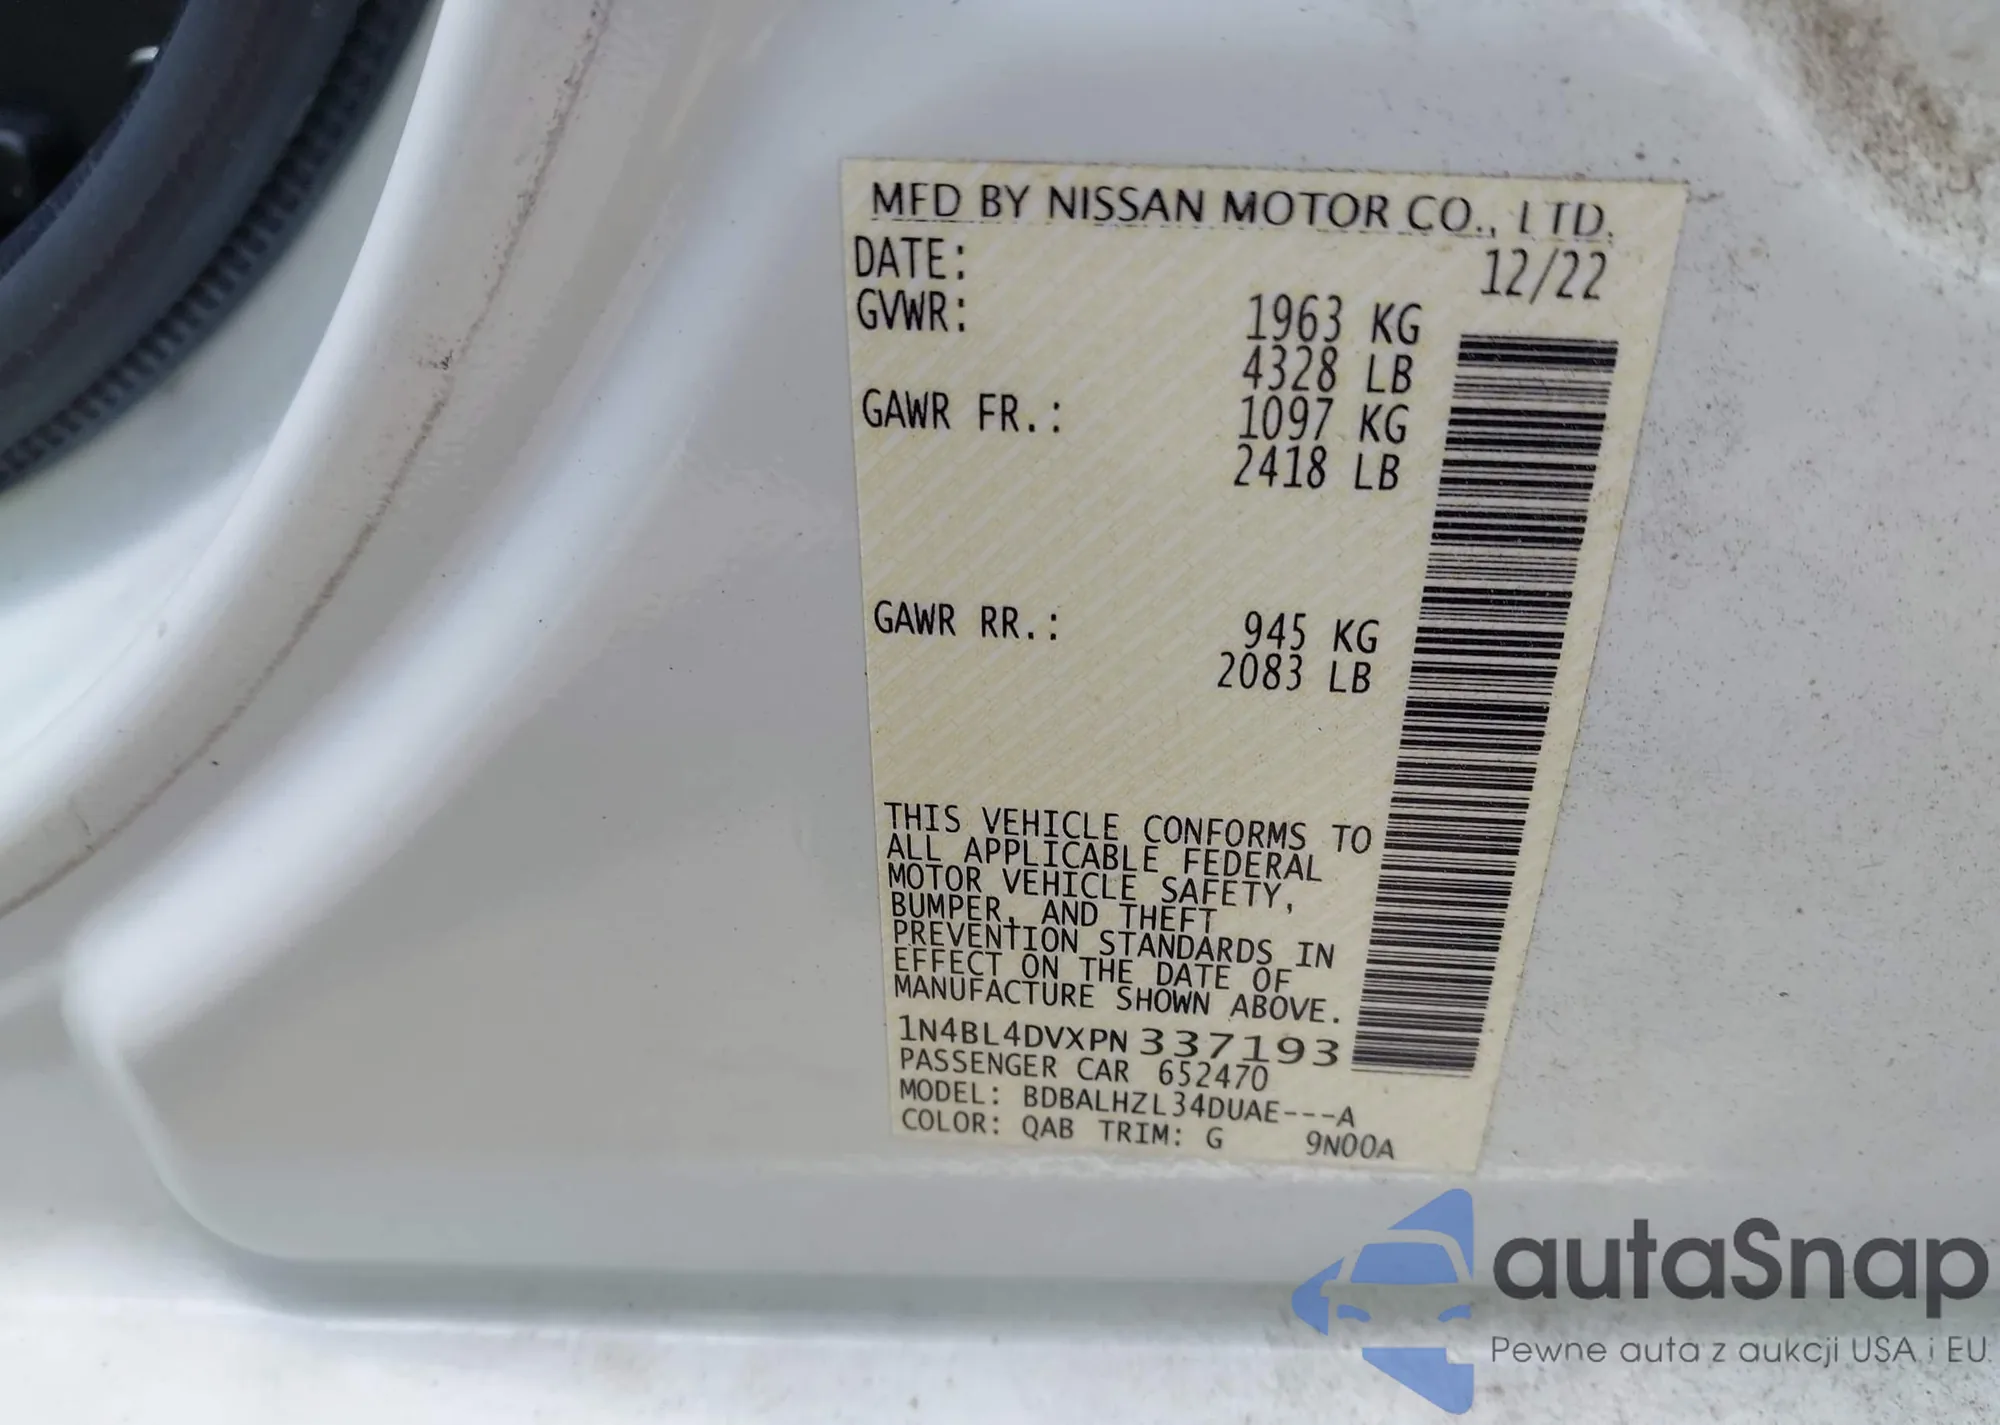 MFD BY NISSAN MOTOR CO., LTD.
DATE: 12/22
GVWR: 1963 KG
4328 LB
GAWR FR.: 1097 KG
2418 LB
GAWR RR.: 945 KG
2083 LB
THIS VEHICLE CONFORMS TO
ALL APPLICABLE FEDERAL
MOTOR VEHICLE SAFETY,
BUMPER, AND THEFT
PREVENTION STANDARDS IN
EFFECT ON THE DATE OF
MANUFACTURE SHOWN ABOVE.
1N4BL4DVXPN337193
PASSENGER CAR 652470
MODEL: BDBALHZL34DUAE---A
COLOR: QAB TRIM: G 9N00A
autaSnap
Pewne auta z aukcji USA i EU.